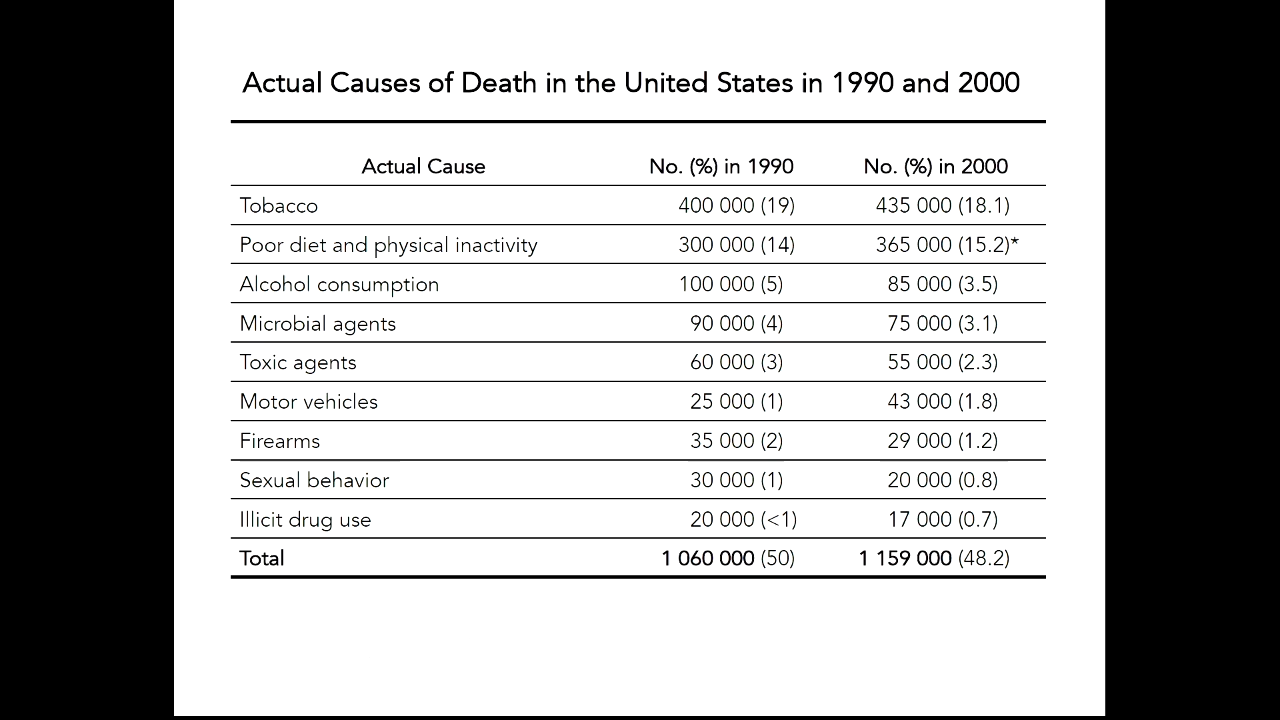 Actual Causes of Death in the United States in 1990 and 2000
Actual Cause No. (%) in 1990 No. (%) in 2000
Tobacco 400 000 (19) 435 000 (18.1)
Poor diet and physical inactivity 300 000 (14) 365 000 (15.2)*
Alcohol consumption 100 000 (5) 85 000 (3.5)
Microbial agents 90 000 (4) 75 000 (3.1)
Toxic agents 60 000 (3) 55 000 (2.3)
Motor vehicles 25 000 (1) 43 000 (1.8)
Firearms 35 000 (2) 29 000 (1.2)
Sexual behavior 30 000 (1) 20 000 (0.8)
Illicit drug use 20 000 (<1) 17 000 (0.7)
Total 1 060 000 (50) 1 159 000 (48.2)